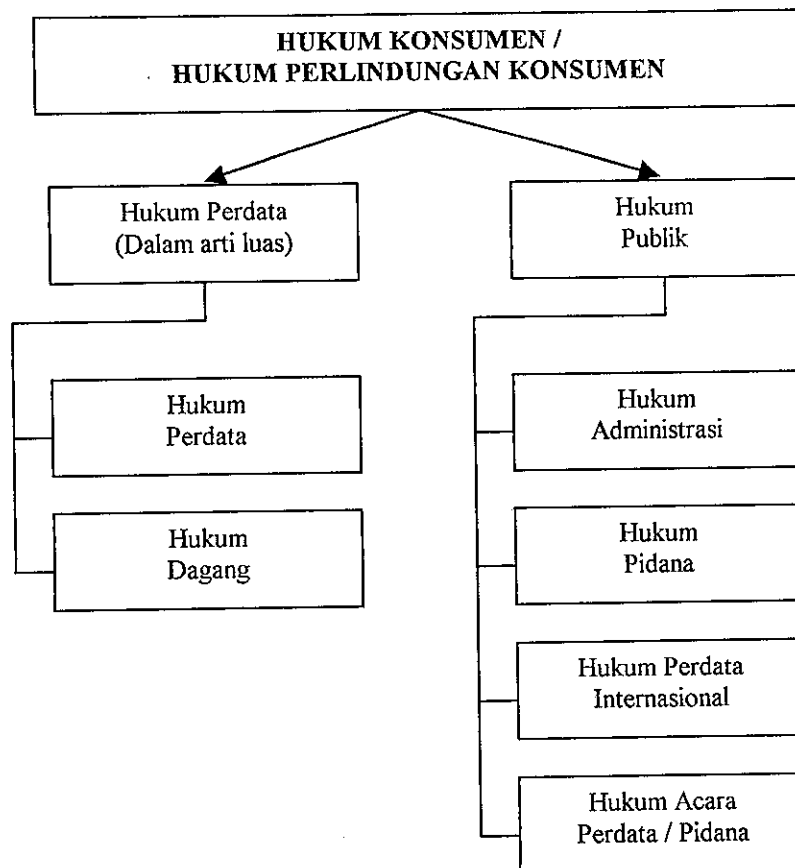 HUKUM KONSUMEN /
HUKUM PERLINDUNGAN KONSUMEN
Hukum Perdata
(Dalam arti luas)
Hukum
Perdata
Hukum
Dagang
Hukum
Publik
Hukum
Administrasi
Hukum
Pidana
Hukum Perdata
Internasional
Hukum Acara
Perdata / Pidana